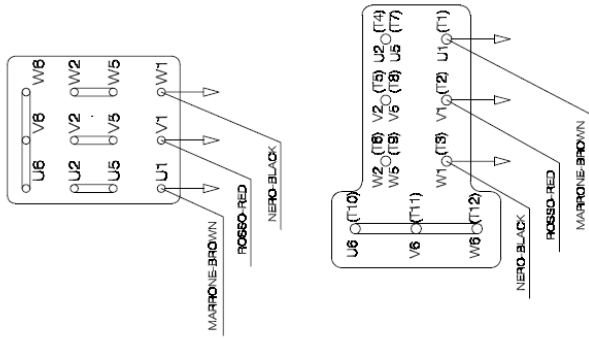 U6 V6 W6
U2 V2 W2
U5 V5 W5
U1 V1 W1
MARRONE-BROWN
ROSSO-RED
NERO-BLACK
U6 (T10)
V6 (T11)
W6 (T12)
W2 (T6) V2 (T5) U2 (T4)
W5 (T9) V5 (T8) U5 (T7)
W1 (T3) V1 (T2) U1 (T1)
NERO-BLACK
ROSSO-RED
MARRONE-BROWN